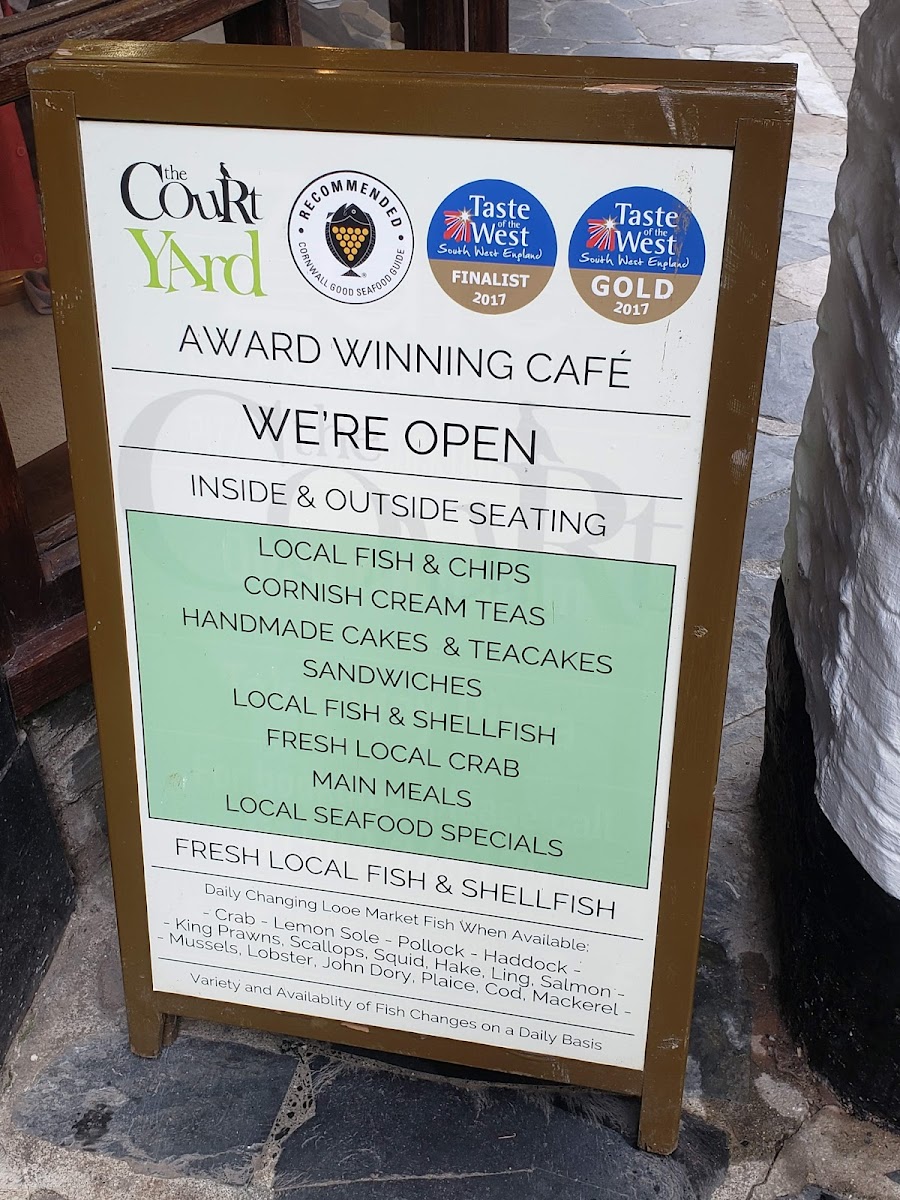 the
Court
YArd
RECOMMENDED
CORNWALL GOOD SEAFOOD GUIDE
Taste
of the
West
South West England
FINALIST
2017
Taste
of the
West
South West England
GOLD
2017
AWARD WINNING CAFÉ
WE'RE OPEN
INSIDE & OUTSIDE SEATING
LOCAL FISH & CHIPS
CORNISH CREAM TEAS
HANDMADE CAKES & TEACAKES
SANDWICHES
LOCAL FISH & SHELLFISH
FRESH LOCAL CRAB
MAIN MEALS
LOCAL SEAFOOD SPECIALS
FRESH LOCAL FISH & SHELLFISH
Daily Changing Looe Market Fish When Available:
- Crab - Lemon Sole - Pollock - Haddock -
- King Prawns, Scallops, Squid, Hake, Ling, Salmon -
- Mussels, Lobster, John Dory, Plaice, Cod, Mackerel -
Variety and Availablity of Fish Changes on a Daily Basis